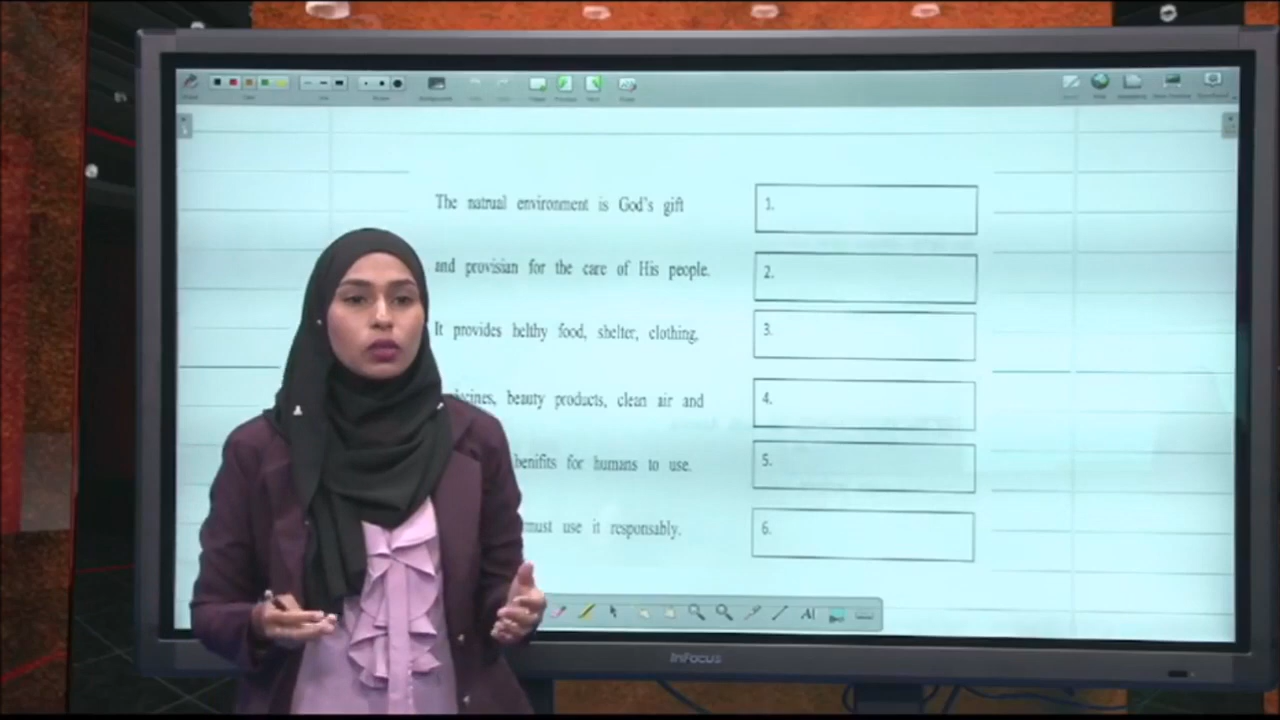 The natrual environment is God's gift
1.
and provisian for the care of His people.
2.
It provides helthy food, shelter, clothing,
3.
beauty products, clean air and
4.
benifits for humans to use.
5.
must use it responsably.
6.
AI
InFocus